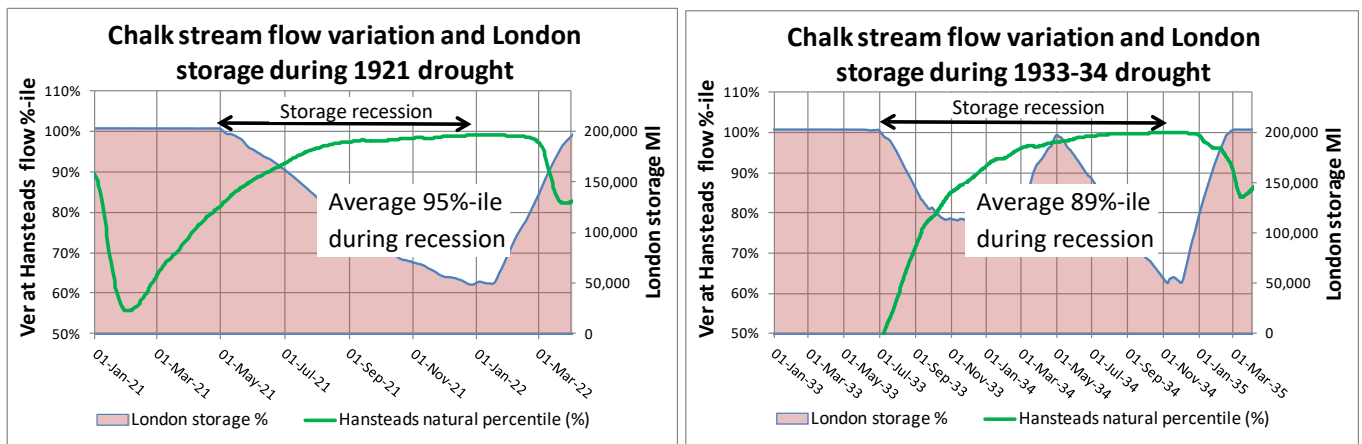 Chalk stream flow variation and London
storage during 1921 drought
Ver at Hansteads flow %-ile
110%
100%
90%
80%
70%
60%
50%
Storage recession
Average 95%-ile
during recession
200,000
150,000
100,000
50,000
0
London storage Ml
01-Jan-21
01-Mar-21
01-May-21
01-Jul-21
01-Sep-21
01-Nov-21
01-Jan-22
01-Mar-22
London storage %
Hansteads natural percentile (%)
Chalk stream flow variation and London
storage during 1933-34 drought
Ver at Hansteads flow %-ile
110%
100%
90%
80%
70%
60%
50%
Storage recession
Average 89%-ile
during recession
200,000
150,000
100,000
50,000
0
London storage Ml
01-Jan-33
01-Mar-33
01-May-33
01-Jul-33
01-Sep-33
01-Nov-33
01-Jan-34
01-Mar-34
01-May-34
01-Jul-34
01-Sep-34
01-Nov-34
01-Jan-35
01-Mar-35
London storage %
Hansteads natural percentile (%)